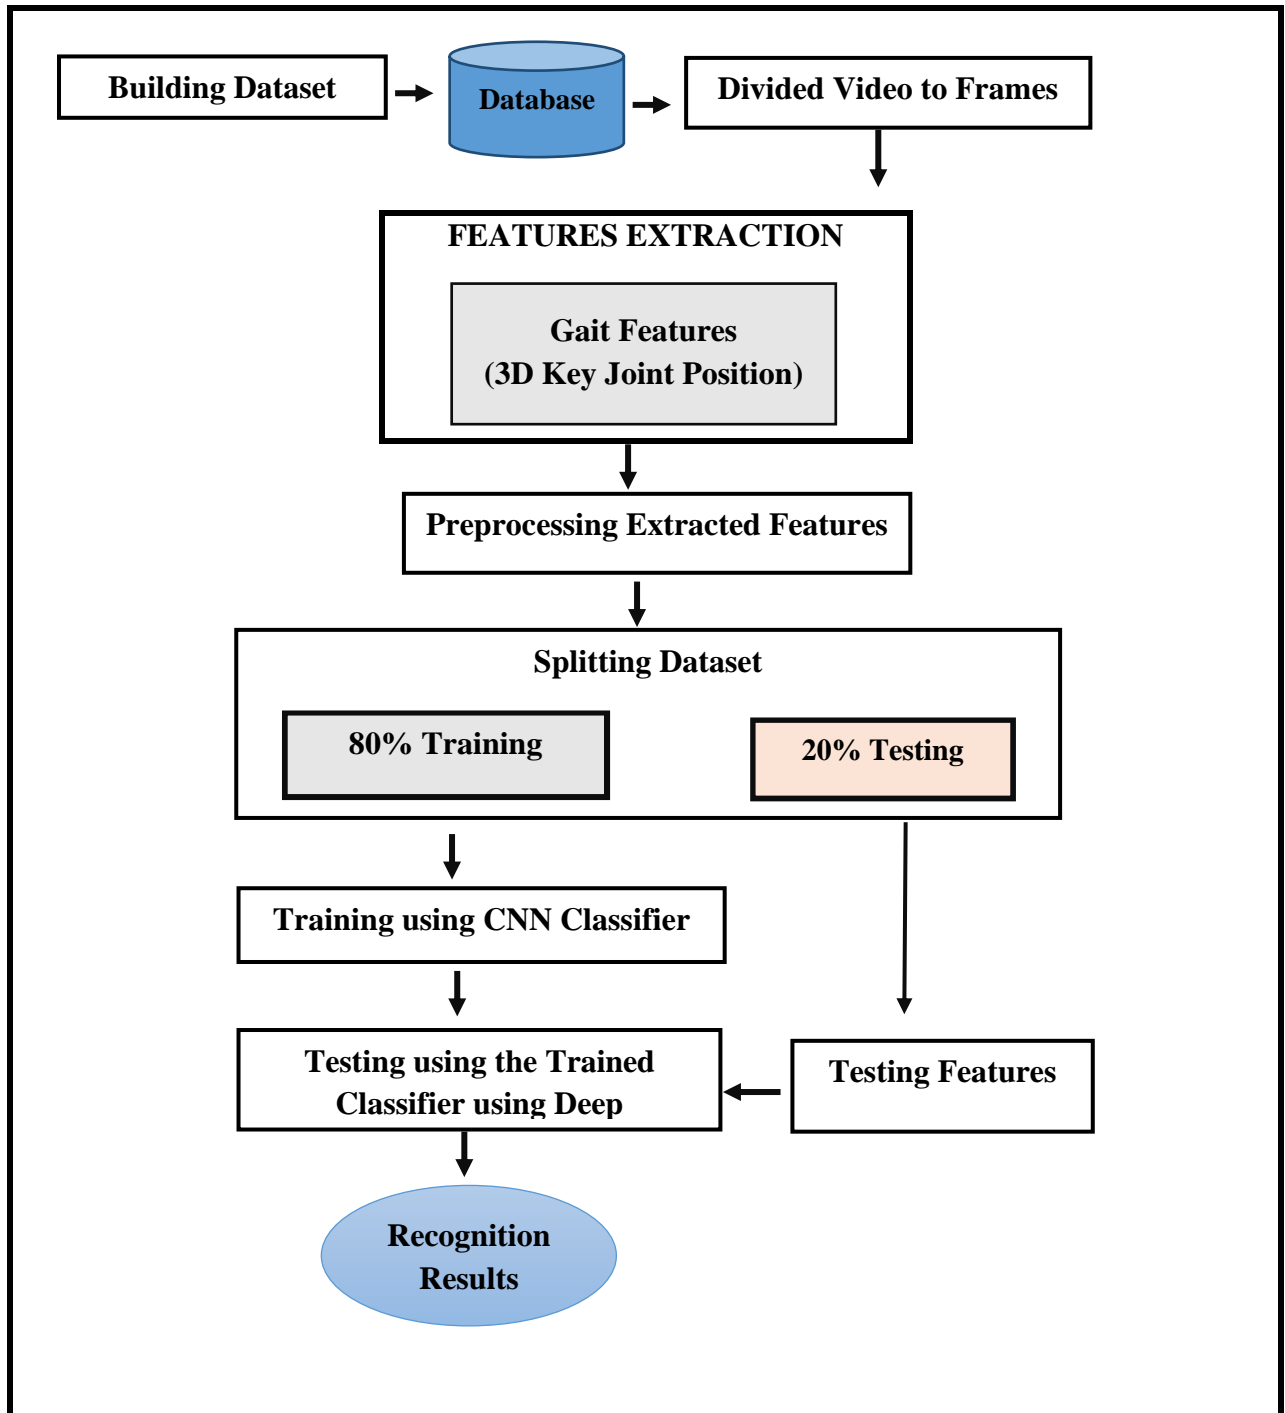 Building Dataset
Database
Divided Video to Frames
FEATURES EXTRACTION
Gait Features
(3D Key Joint Position)
Preprocessing Extracted Features
Splitting Dataset
80% Training
20% Testing
Training using CNN Classifier
Testing using the Trained
Classifier using Deep
Testing Features
Recognition
Results